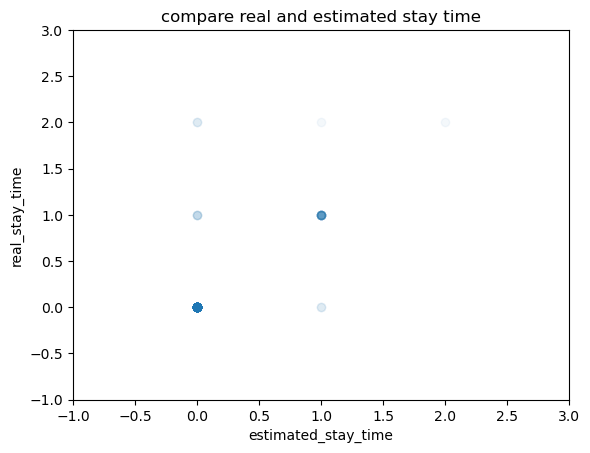 compare real and estimated stay time
3.0
2.5
2.0
1.5
1.0
0.5
0.0
−0.5
−1.0
real_stay_time
−1.0 −0.5 0.0 0.5 1.0 1.5 2.0 2.5 3.0
estimated_stay_time